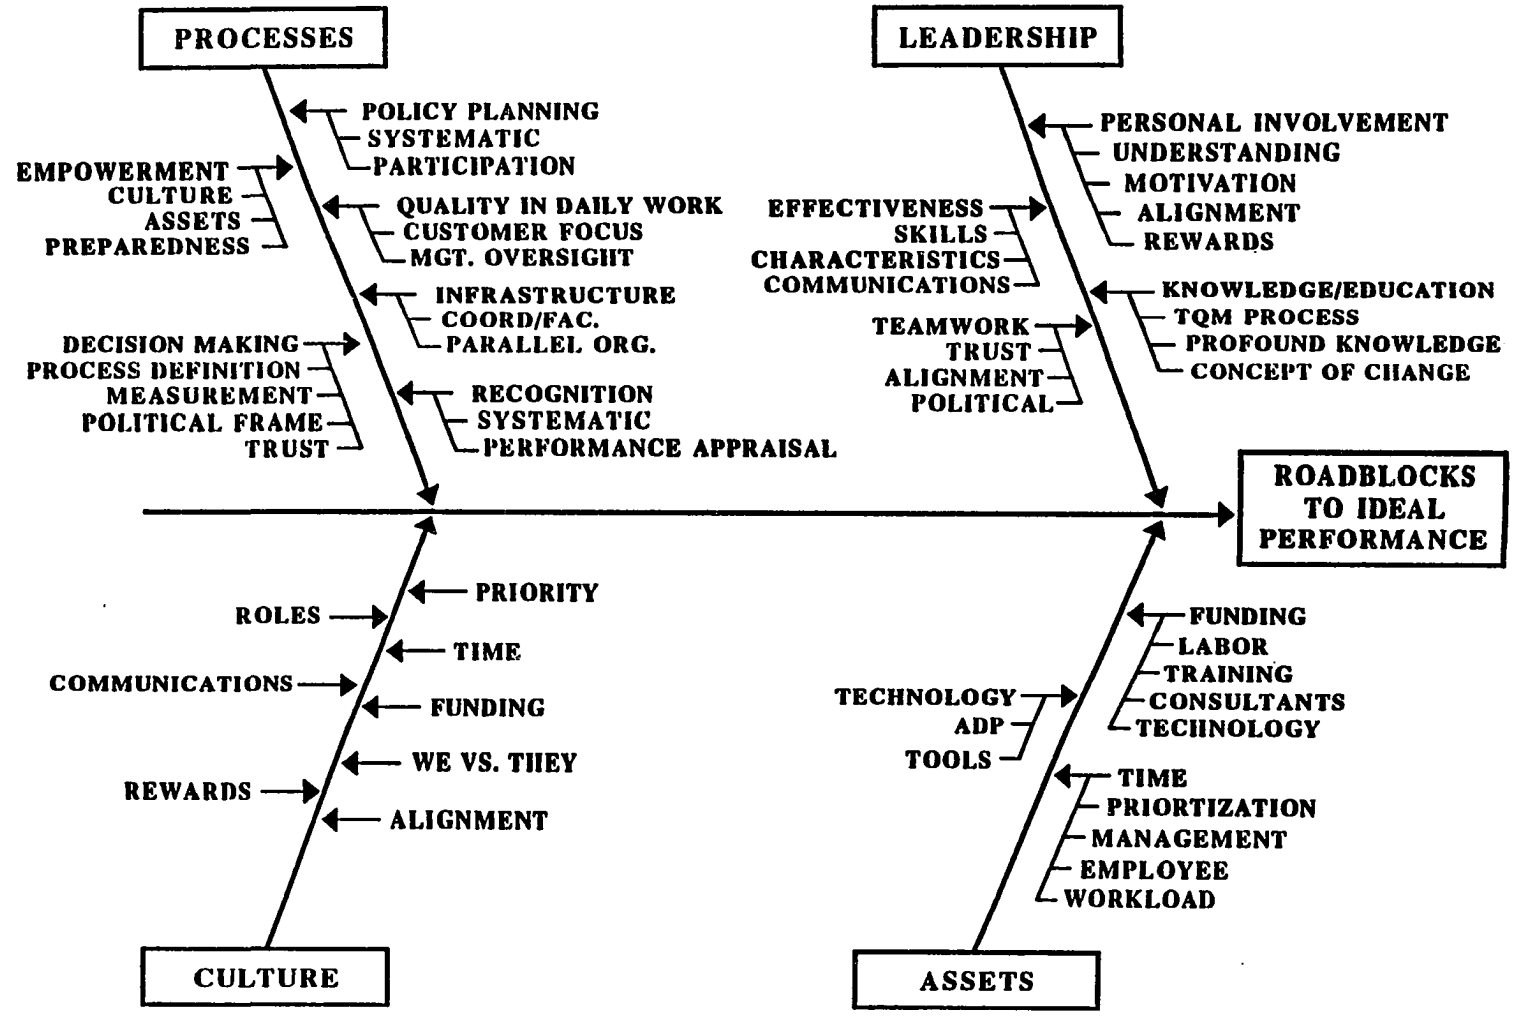 PROCESSES
POLICY PLANNING
SYSTEMATIC
PARTICIPATION
EMPOWERMENT
CULTURE
ASSETS
PREPAREDNESS
QUALITY IN DAILY WORK
CUSTOMER FOCUS
MGT. OVERSIGHT
INFRASTRUCTURE
COORD/FAC.
PARALLEL ORG.
DECISION MAKING
PROCESS DEFINITION
MEASUREMENT
POLITICAL FRAME
TRUST
RECOGNITION
SYSTEMATIC
PERFORMANCE APPRAISAL
LEADERSHIP
PERSONAL INVOLVEMENT
UNDERSTANDING
MOTIVATION
ALIGNMENT
REWARDS
EFFECTIVENESS
SKILLS
CHARACTERISTICS
COMMUNICATIONS
KNOWLEDGE/EDUCATION
TQM PROCESS
PROFOUND KNOWLEDGE
CONCEPT OF CHANGE
TEAMWORK
TRUST
ALIGNMENT
POLITICAL
ROADBLOCKS
TO IDEAL
PERFORMANCE
PRIORITY
ROLES
TIME
COMMUNICATIONS
FUNDING
WE VS. THEY
REWARDS
ALIGNMENT
CULTURE
FUNDING
LABOR
TRAINING
CONSULTANTS
TECHNOLOGY
TECHNOLOGY
ADP
TOOLS
TIME
PRIORTIZATION
MANAGEMENT
EMPLOYEE
WORKLOAD
ASSETS